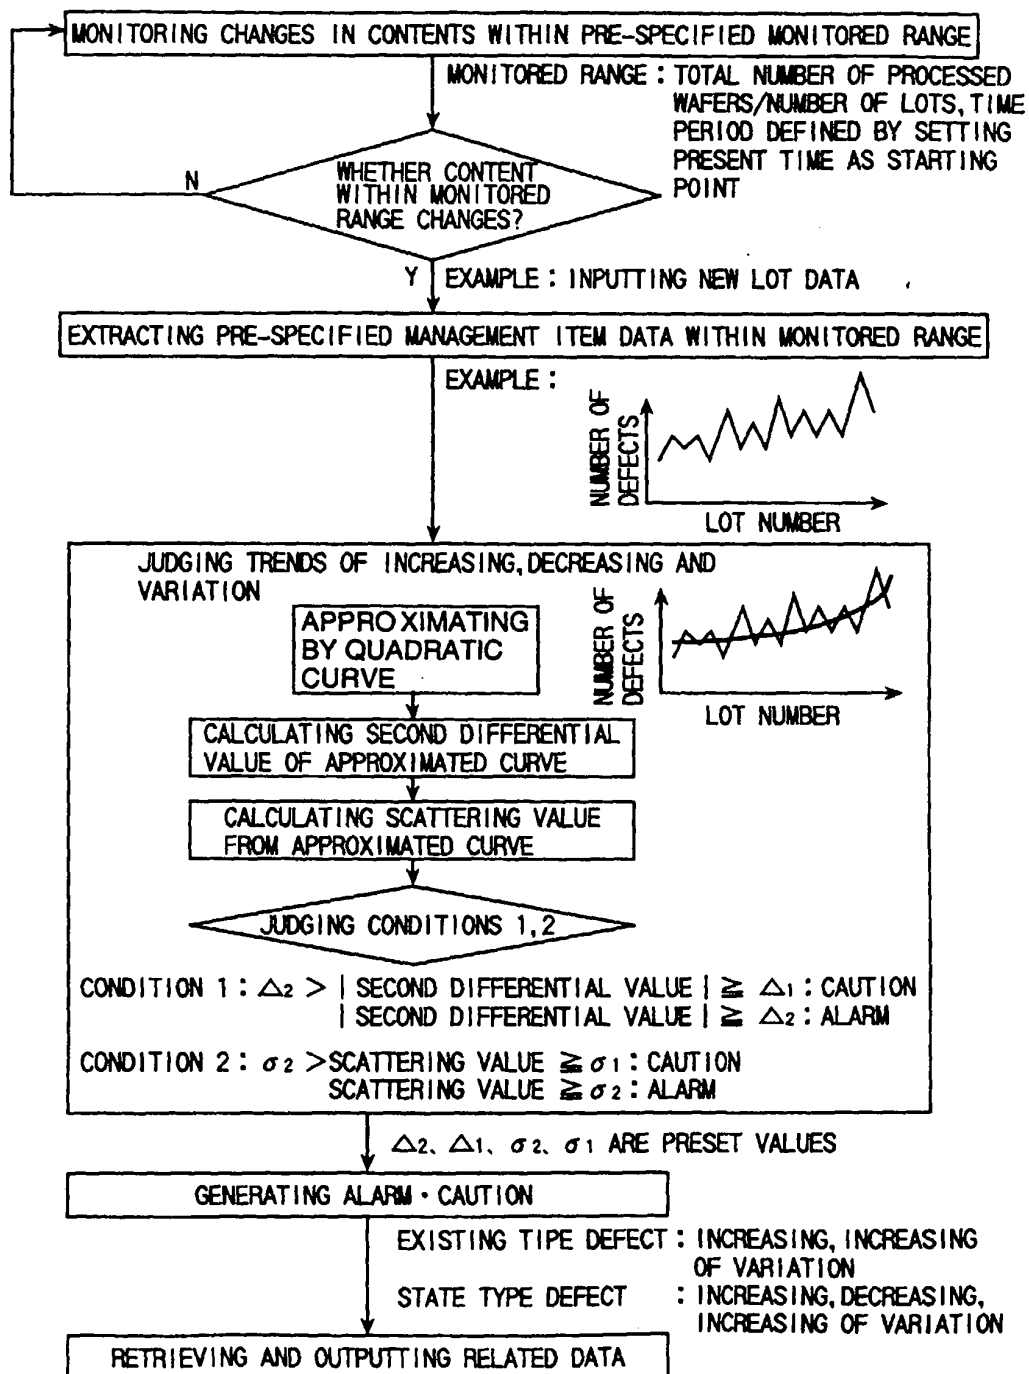 MONITORING CHANGES IN CONTENTS WITHIN PRE-SPECIFIED MONITORED RANGE
MONITORED RANGE : TOTAL NUMBER OF PROCESSED
WAFERS/NUMBER OF LOTS, TIME
PERIOD DEFINED BY SETTING
PRESENT TIME AS STARTING
POINT
WHETHER CONTENT
WITHIN MONITORED
RANGE CHANGES?
N
Y
EXAMPLE : INPUTTING NEW LOT DATA
EXTRACTING PRE-SPECIFIED MANAGEMENT ITEM DATA WITHIN MONITORED RANGE
EXAMPLE :
NUMBER OF
DEFECTS
LOT NUMBER
JUDGING TRENDS OF INCREASING, DECREASING AND
VARIATION
APPROXIMATING
BY QUADRATIC
CURVE
NUMBER OF
DEFECTS
LOT NUMBER
CALCULATING SECOND DIFFERENTIAL
VALUE OF APPROXIMATED CURVE
CALCULATING SCATTERING VALUE
FROM APPROXIMATED CURVE
JUDGING CONDITIONS 1, 2
CONDITION 1 : △2 > | SECOND DIFFERENTIAL VALUE | ≧ △1 : CAUTION
| SECOND DIFFERENTIAL VALUE | ≧ △2 : ALARM
CONDITION 2 : σ2 > SCATTERING VALUE ≧ σ1 : CAUTION
SCATTERING VALUE ≧ σ2 : ALARM
△2、△1、σ2、σ1 ARE PRESET VALUES
GENERATING ALARM・CAUTION
EXISTING TIPE DEFECT : INCREASING, INCREASING
OF VARIATION
STATE TYPE DEFECT : INCREASING, DECREASING,
INCREASING OF VARIATION
RETRIEVING AND OUTPUTTING RELATED DATA